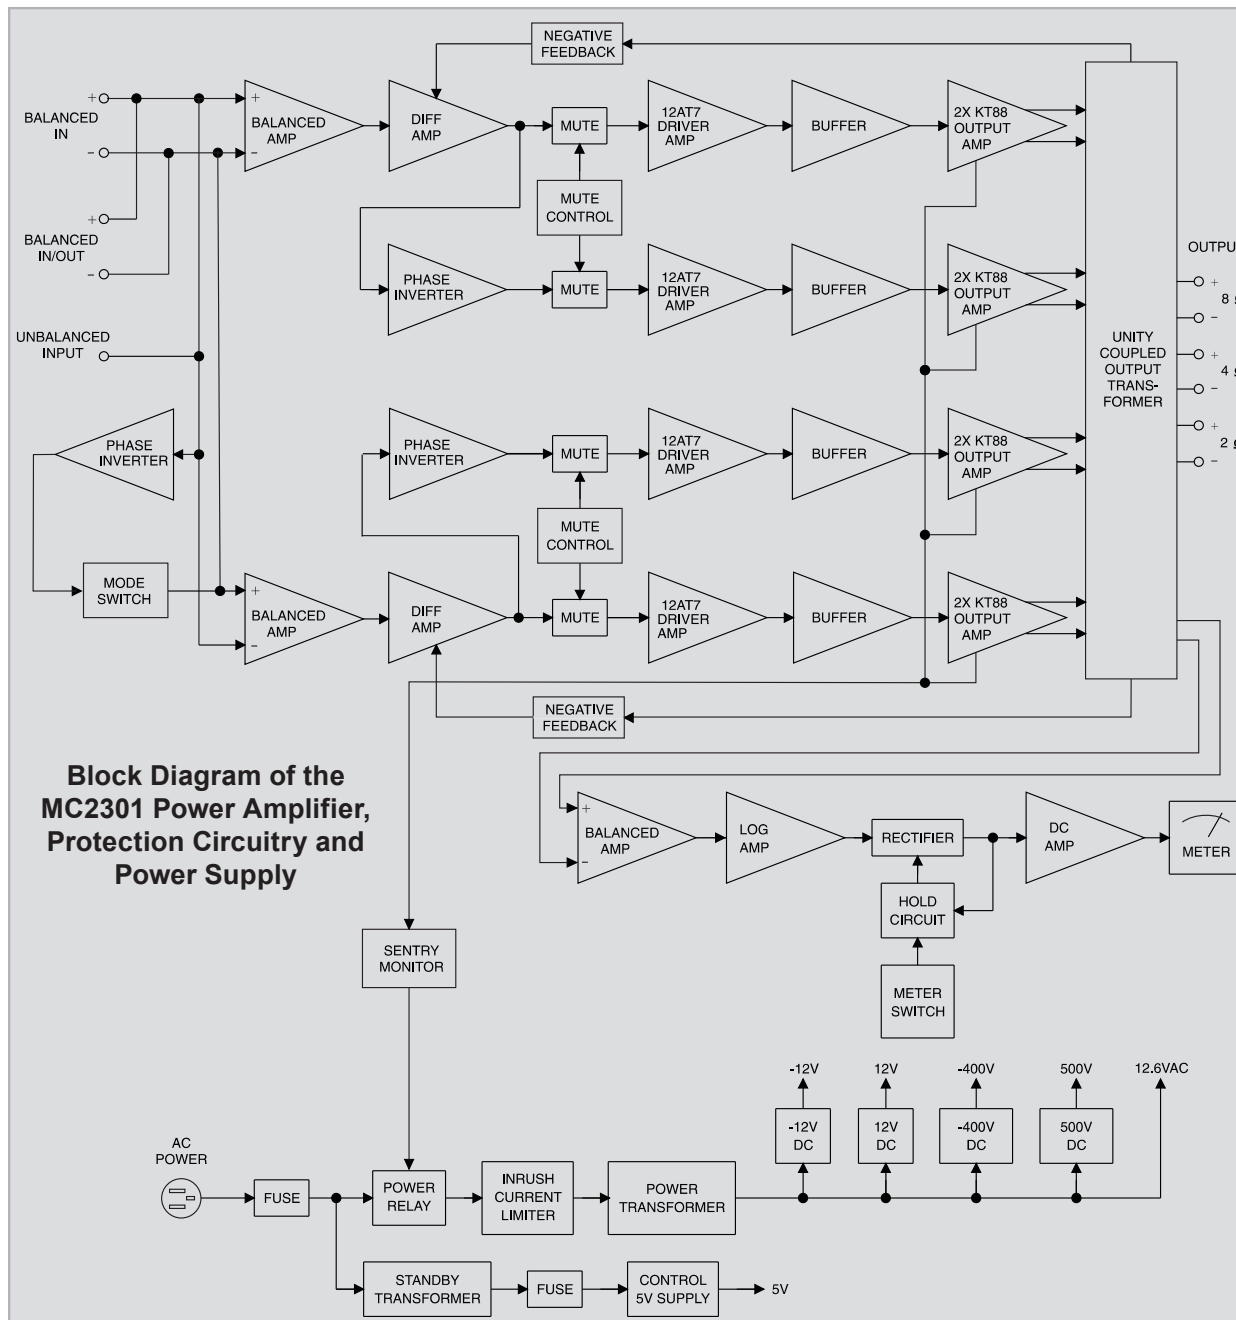 NEGATIVE
FEEDBACK
+
BALANCED
IN
-
+
BALANCED
IN/OUT
-
UNBALANCED
INPUT
+
-
BALANCED
AMP
DIFF
AMP
MUTE
12AT7
DRIVER
AMP
BUFFER
2X KT88
OUTPUT
AMP
MUTE
CONTROL
PHASE
INVERTER
MUTE
12AT7
DRIVER
AMP
BUFFER
2X KT88
OUTPUT
AMP
UNITY
COUPLED
OUTPUT
TRANS-
FORMER
+
8
-
+
4
-
+
2
-
PHASE
INVERTER
PHASE
INVERTER
MUTE
12AT7
DRIVER
AMP
BUFFER
2X KT88
OUTPUT
AMP
MUTE
CONTROL
MODE
SWITCH
+
-
BALANCED
AMP
DIFF
AMP
MUTE
12AT7
DRIVER
AMP
BUFFER
2X KT88
OUTPUT
AMP
NEGATIVE
FEEDBACK
Block Diagram of the
MC2301 Power Amplifier,
Protection Circuitry and
Power Supply
+
-
BALANCED
AMP
LOG
AMP
RECTIFIER
DC
AMP
METER
HOLD
CIRCUIT
METER
SWITCH
SENTRY
MONITOR
-12V
12V
-400V
500V
12.6VAC
-12V
DC
12V
DC
-400V
DC
500V
DC
AC
POWER
FUSE
POWER
RELAY
INRUSH
CURRENT
LIMITER
POWER
TRANSFORMER
STANDBY
TRANSFORMER
FUSE
CONTROL
5V SUPPLY
5V